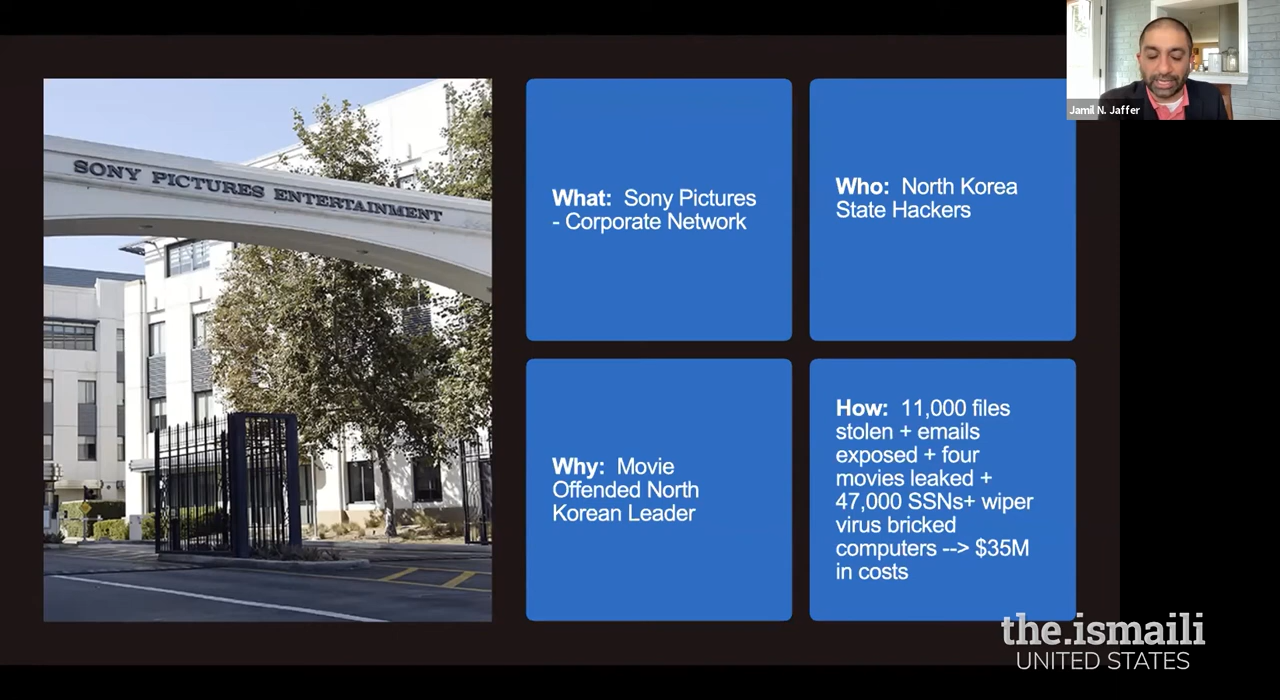 SONY PICTURES ENTERTAINMENT
What: Sony Pictures
- Corporate Network
Who: North Korea
State Hackers
Why: Movie
Offended North
Korean Leader
How: 11,000 files
stolen + emails
exposed + four
movies leaked +
47,000 SSNs+ wiper
virus bricked
computers --> $35M
in costs
Jamil N. Jaffer
the.ismaili
UNITED STATES